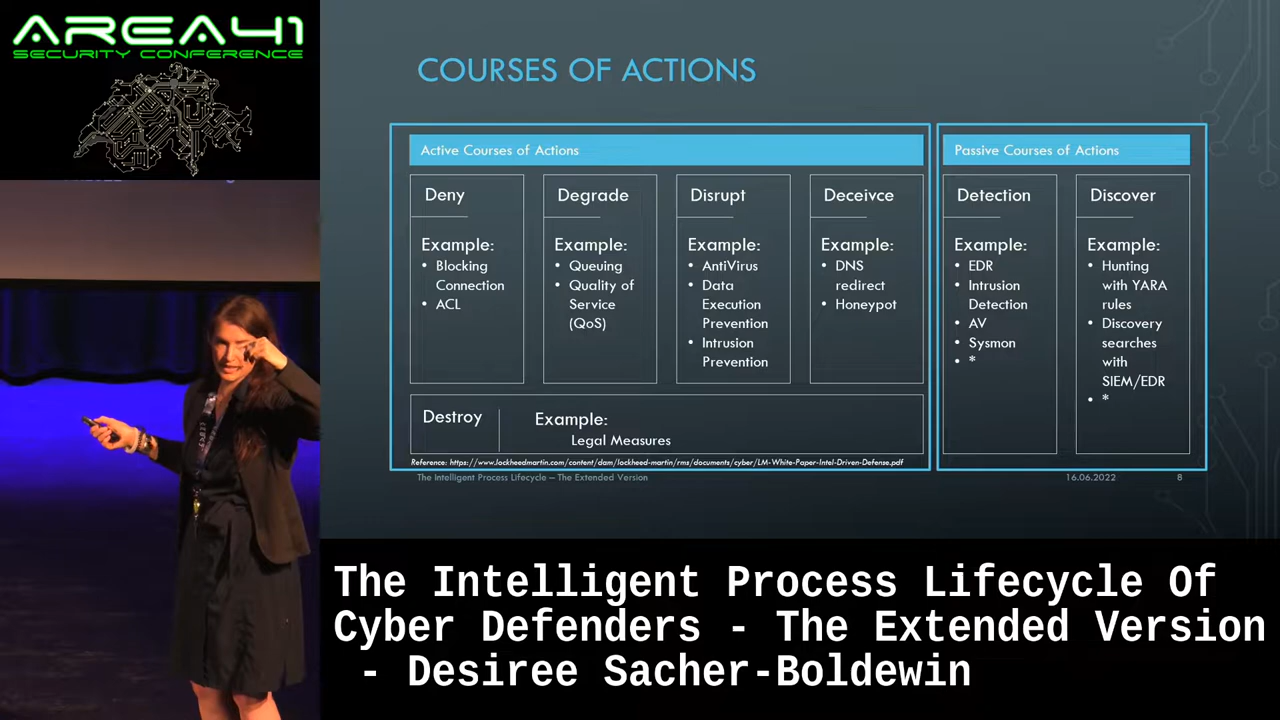 AREA41
SECURITY CONFERENCE
COURSES OF ACTIONS
Active Courses of Actions
Passive Courses of Actions
Deny
Example:
• Blocking
Connection
• ACL
Degrade
Example:
• Queuing
• Quality of
Service
(QoS)
Disrupt
Example:
• AntiVirus
• Data
Execution
Prevention
• Intrusion
Prevention
Deceivce
Example:
• DNS
redirect
• Honeypot
Detection
Example:
• EDR
• Intrusion
Detection
• AV
• Sysmon
• *
Discover
Example:
• Hunting
with YARA
rules
• Discovery
searches
with
SIEM/EDR
• *
Destroy
Example:
Legal Measures
Reference: https://www.lockheedmartin.com/content/dam/lockheed-martin/rms/documents/cyber/LM-White-Paper-Intel-Driven-Defense.pdf
The Intelligent Process Lifecycle – The Extended Version
16.06.2022
8
The Intelligent Process Lifecycle Of
Cyber Defenders - The Extended Version
- Desiree Sacher-Boldewin